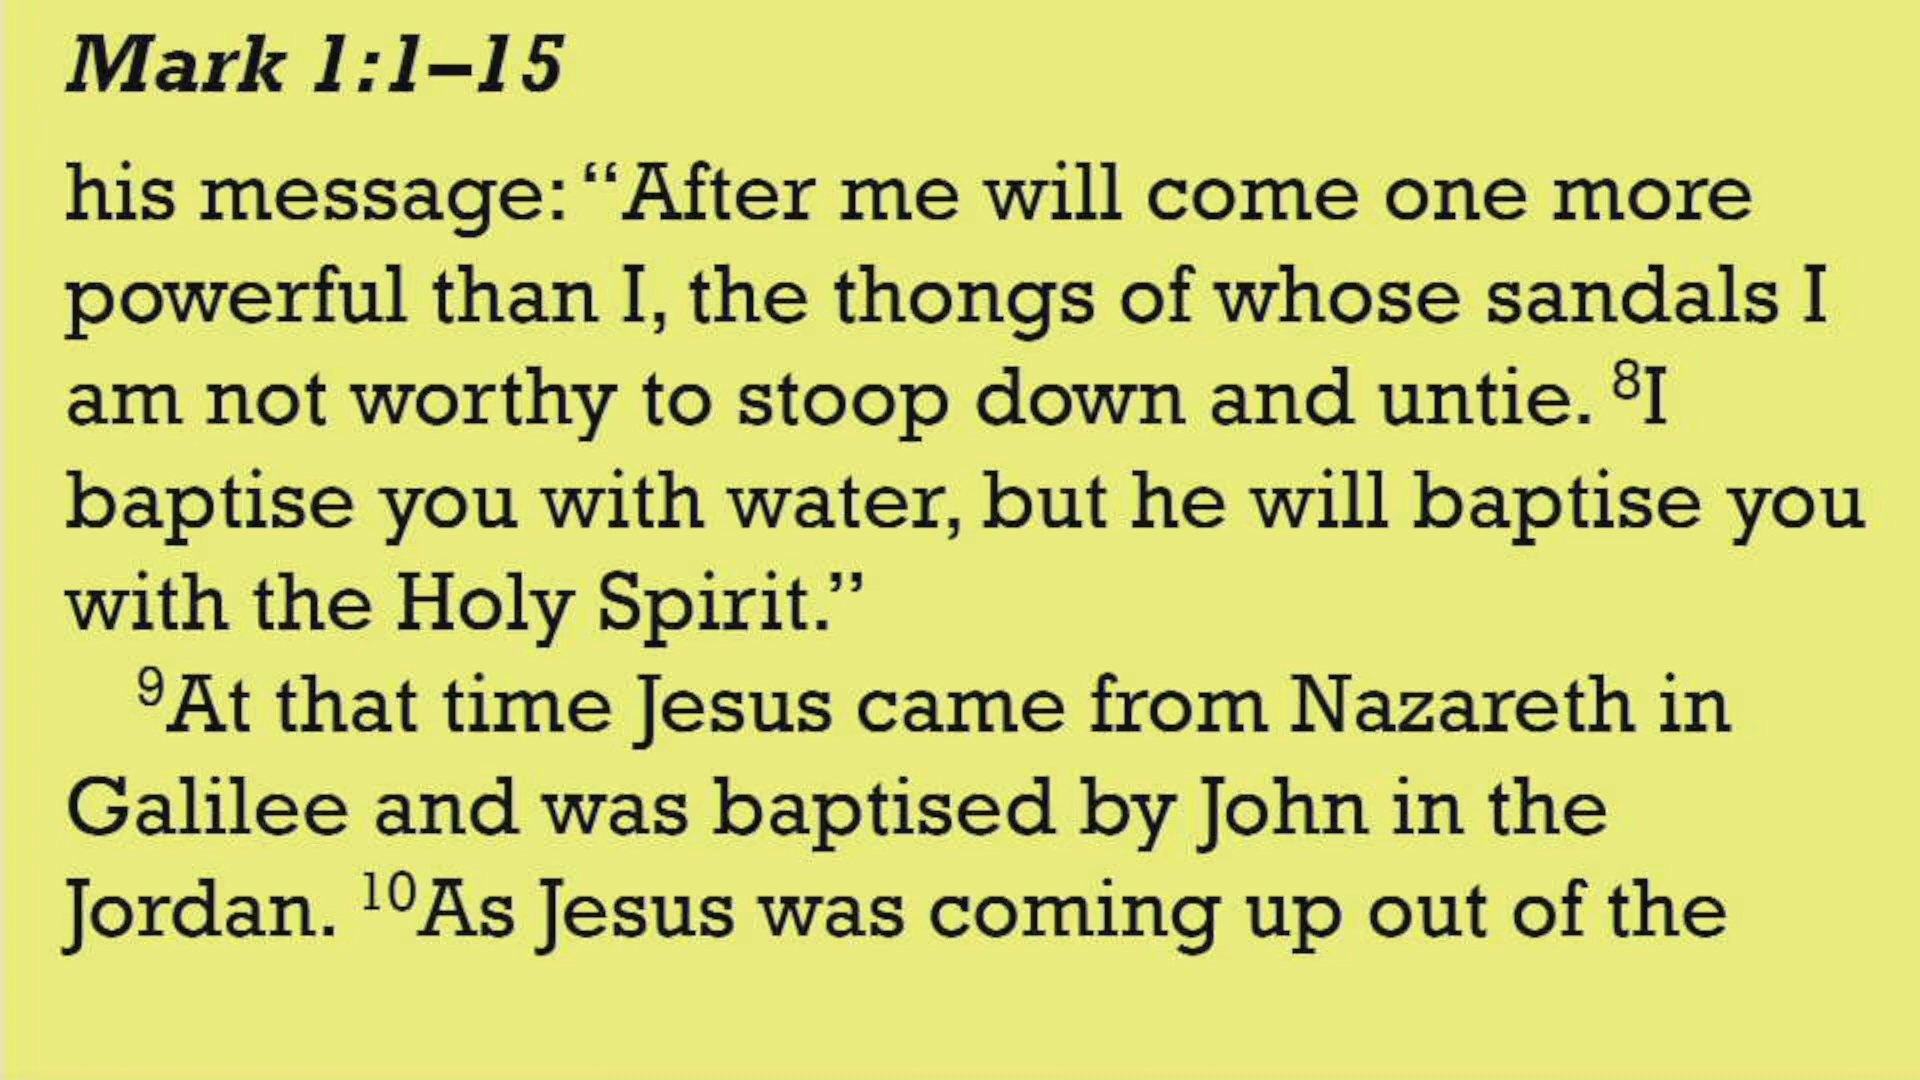 Mark 1:1–15
his message: “After me will come one more
powerful than I, the thongs of whose sandals I
am not worthy to stoop down and untie. ⁸I
baptise you with water, but he will baptise you
with the Holy Spirit.”
⁹At that time Jesus came from Nazareth in
Galilee and was baptised by John in the
Jordan. ¹⁰As Jesus was coming up out of the